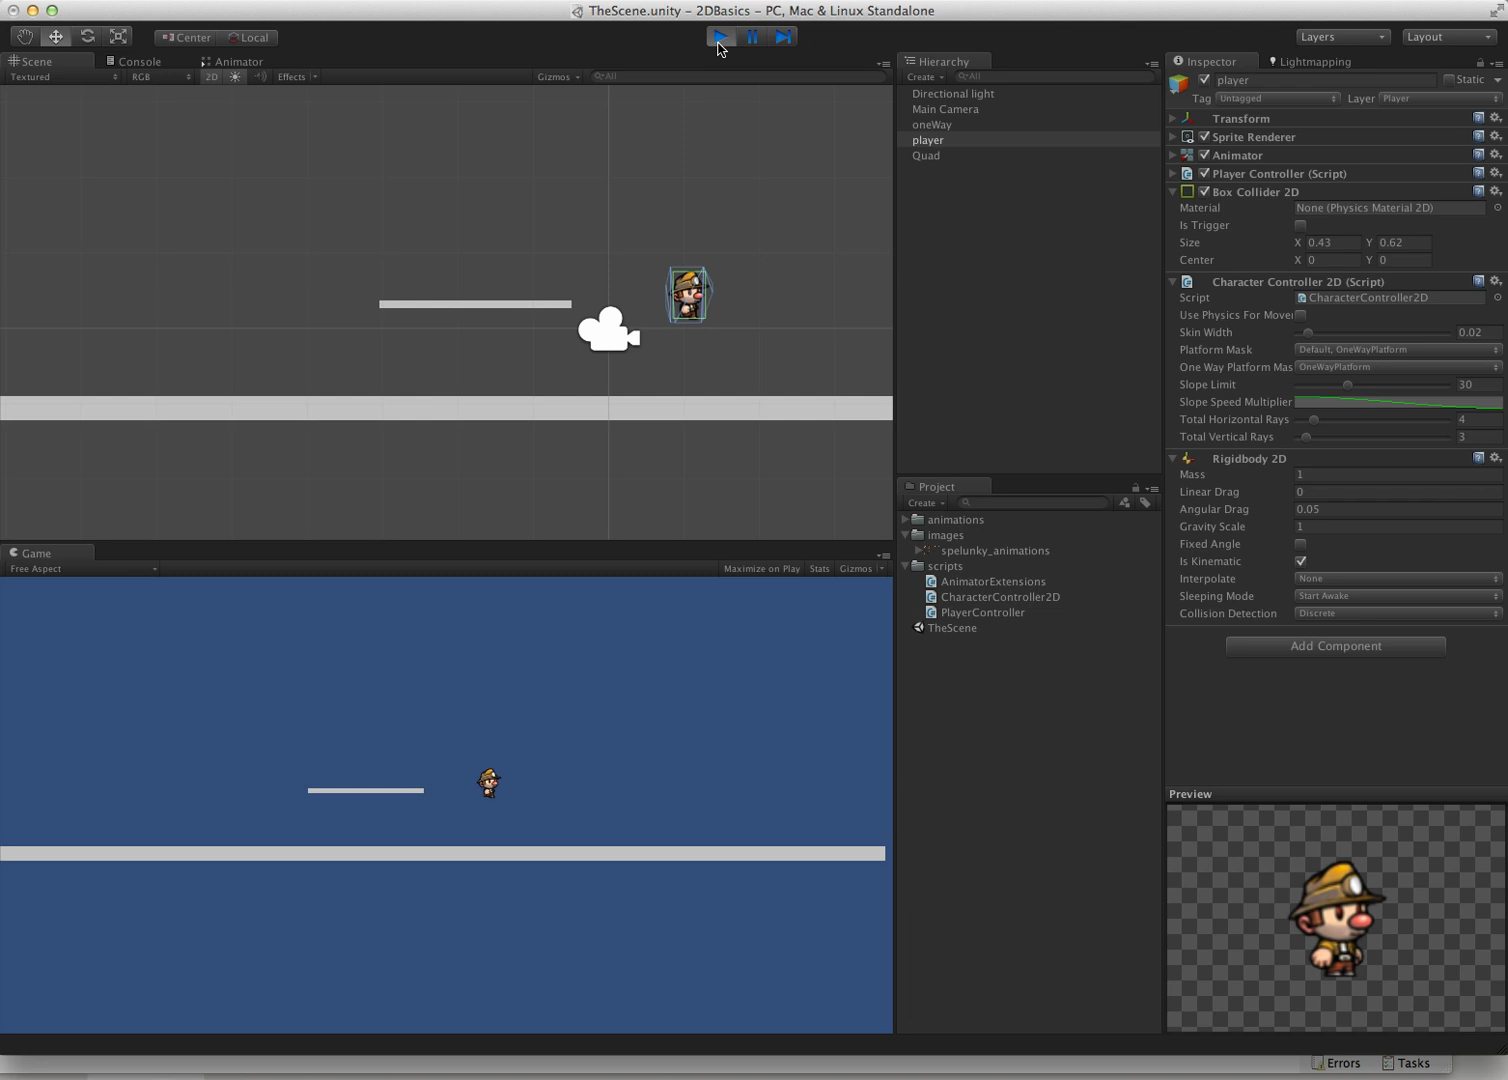 TheScene.unity – 2DBasics – PC, Mac & Linux Standalone
Center Local
Layers Layout
Scene Console Animator
Textured RGB 2D Effects Gizmos All
Game
Free Aspect Maximize on Play Stats Gizmos
Hierarchy
Create All
Directional light
Main Camera
oneWay
player
Quad
Project
Create
animations
images
spelunky_animations
scripts
AnimatorExtensions
CharacterController2D
PlayerController
TheScene
Inspector Lightmapping
player Static
Tag Untagged Layer Player
Transform
Sprite Renderer
Animator
Player Controller (Script)
Box Collider 2D
Material None (Physics Material 2D)
Is Trigger
Size X 0.43 Y 0.62
Center X 0 Y 0
Character Controller 2D (Script)
Script CharacterController2D
Use Physics For Mover
Skin Width 0.02
Platform Mask Default, OneWayPlatform
One Way Platform Mas OneWayPlatform
Slope Limit 30
Slope Speed Multiplier
Total Horizontal Rays 4
Total Vertical Rays 3
Rigidbody 2D
Mass 1
Linear Drag 0
Angular Drag 0.05
Gravity Scale 1
Fixed Angle
Is Kinematic
Interpolate None
Sleeping Mode Start Awake
Collision Detection Discrete
Add Component
Preview
Errors Tasks